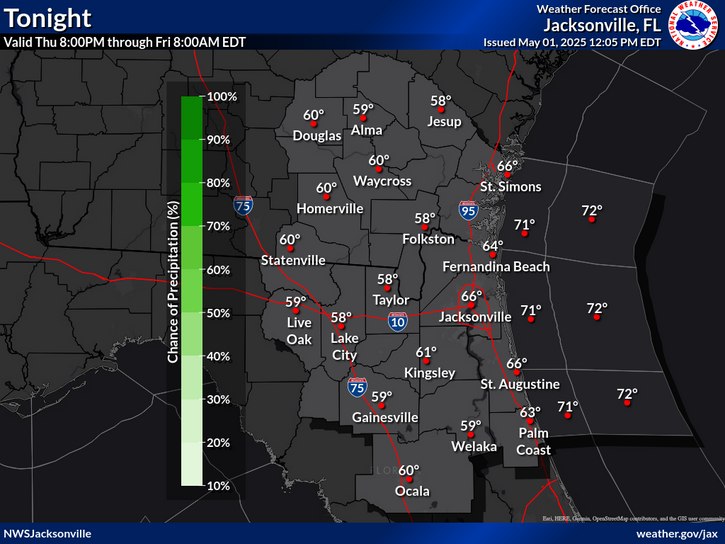 Tonight
Valid Thu 8:00PM through Fri 8:00AM EDT
Weather Forecast Office
Jacksonville, FL
Issued May 01, 2025 12:05 PM EDT
NATIONAL WEATHER SERVICE
Chance of Precipitation (%)
100%
90%
80%
70%
60%
50%
40%
30%
20%
10%
60°
Douglas
59°
Alma
58°
Jesup
60°
Waycross
66°
St. Simons
60°
Homerville
75
95
58°
Folkston
71°
72°
60°
Statenville
64°
Fernandina Beach
58°
Taylor
59°
Live
Oak
58°
Lake
City
10
66°
Jacksonville
71°
72°
61°
Kingsley
75
66°
St. Augustine
59°
Gainesville
59°
Welaka
63°
Palm
Coast
71°
72°
FLOR
60°
Ocala
Esri, HERE, Garmin, OpenStreetMap contributors, and the GIS user community
NWSJacksonville
weather.gov/jax